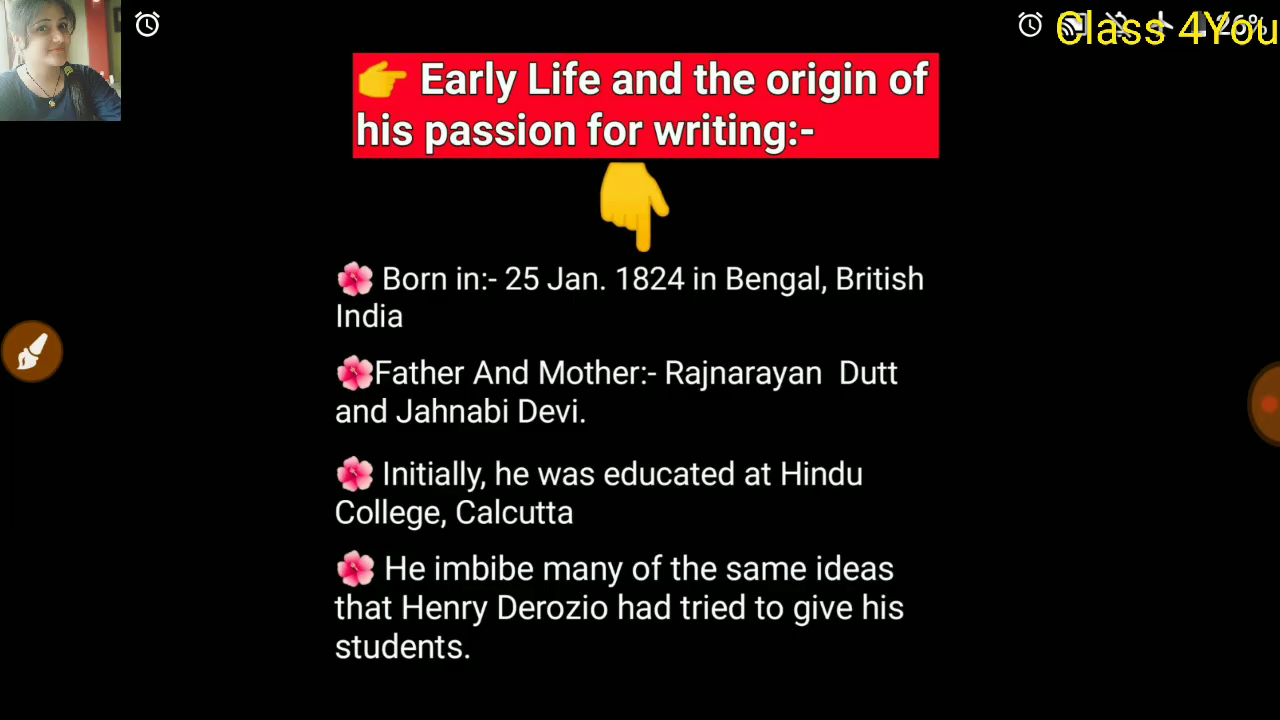 Class 4You
26%
👉 Early Life and the origin of
his passion for writing:-
🌺 Born in:- 25 Jan. 1824 in Bengal, British
India
🌺Father And Mother:- Rajnarayan Dutt
and Jahnabi Devi.
🌺 Initially, he was educated at Hindu
College, Calcutta
🌺 He imbibe many of the same ideas
that Henry Derozio had tried to give his
students.